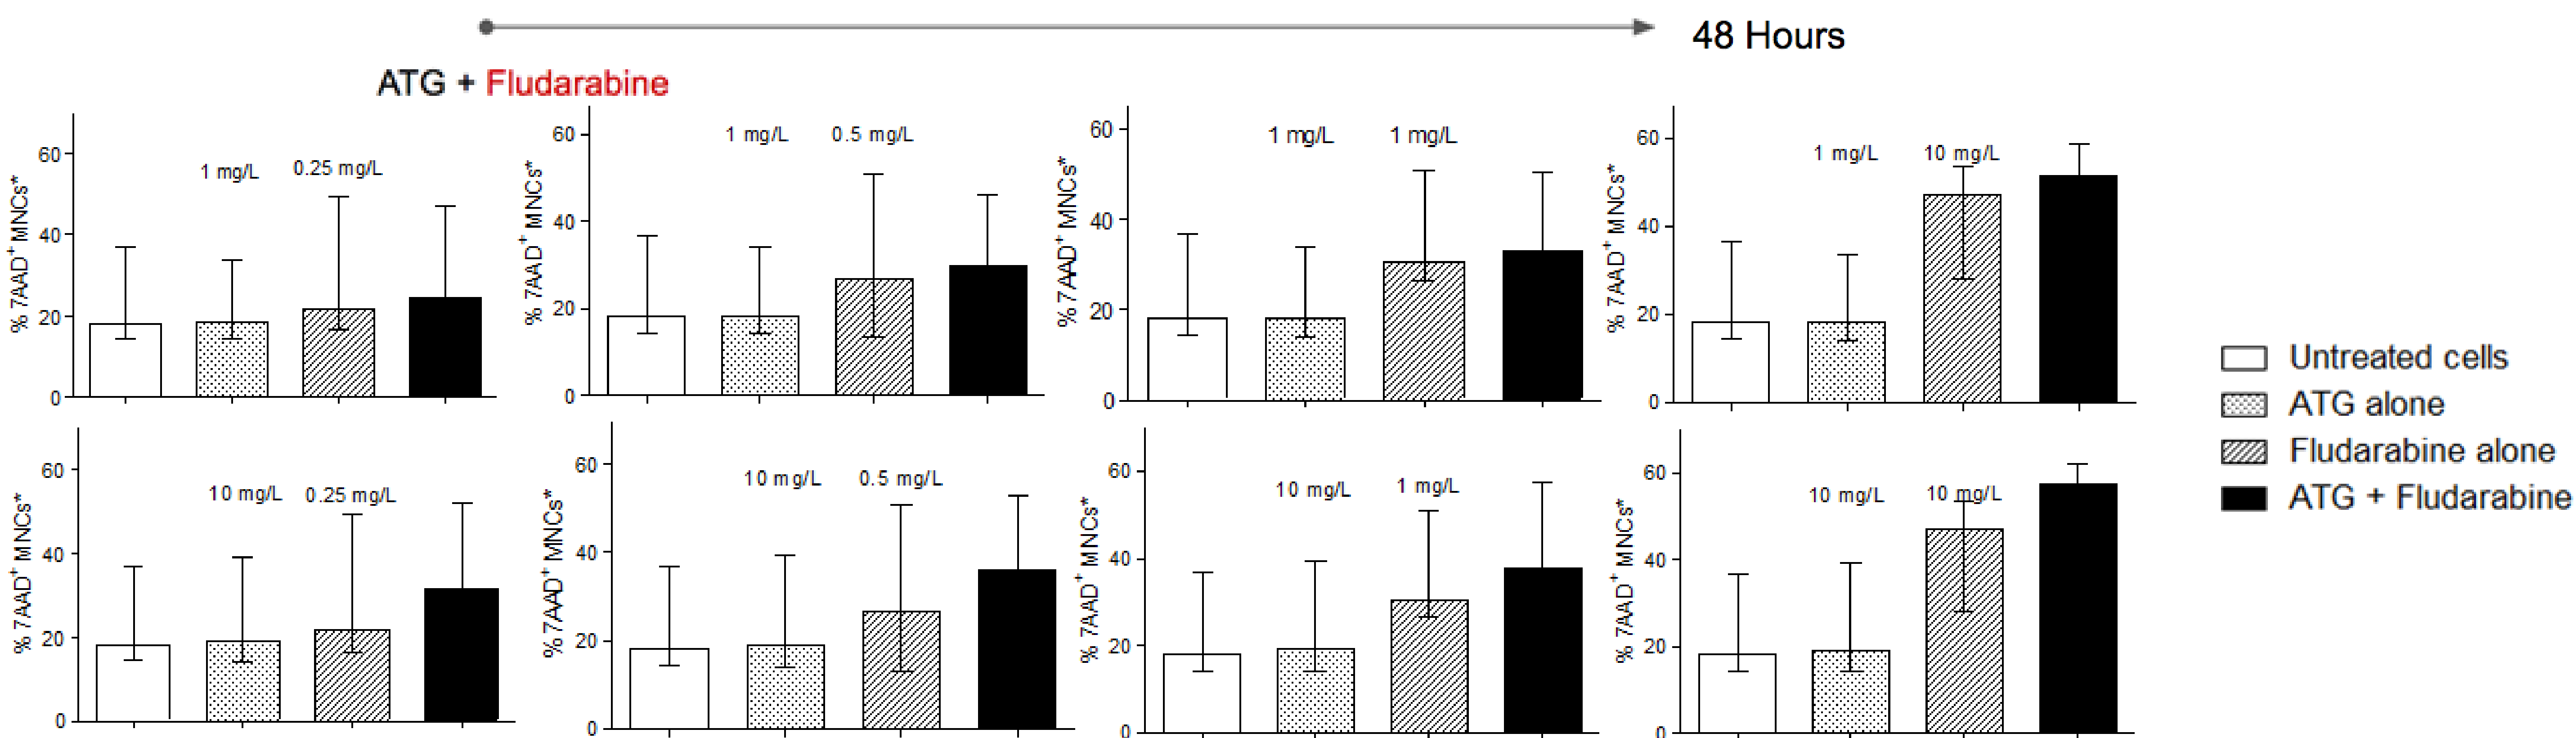 48 Hours
ATG + Fludarabine
% 7AAD+ MNCs*
60
40
20
0
1 mg/L
0.25 mg/L
% 7AAD+ MNCs*
60
40
20
0
1 mg/L
0.5 mg/L
% 7AAD+ MNCs*
60
40
20
0
1 mg/L
1 mg/L
% 7AAD+ MNCs*
60
40
20
0
1 mg/L
10 mg/L
% 7AAD+ MNCs*
60
40
20
0
10 mg/L
0.25 mg/L
% 7AAD+ MNCs*
60
40
20
0
10 mg/L
0.5 mg/L
% 7AAD+ MNCs*
60
40
20
0
10 mg/L
1 mg/L
% 7AAD+ MNCs*
60
40
20
0
10 mg/L
10 mg/L
Untreated cells
ATG alone
Fludarabine alone
ATG + Fludarabine